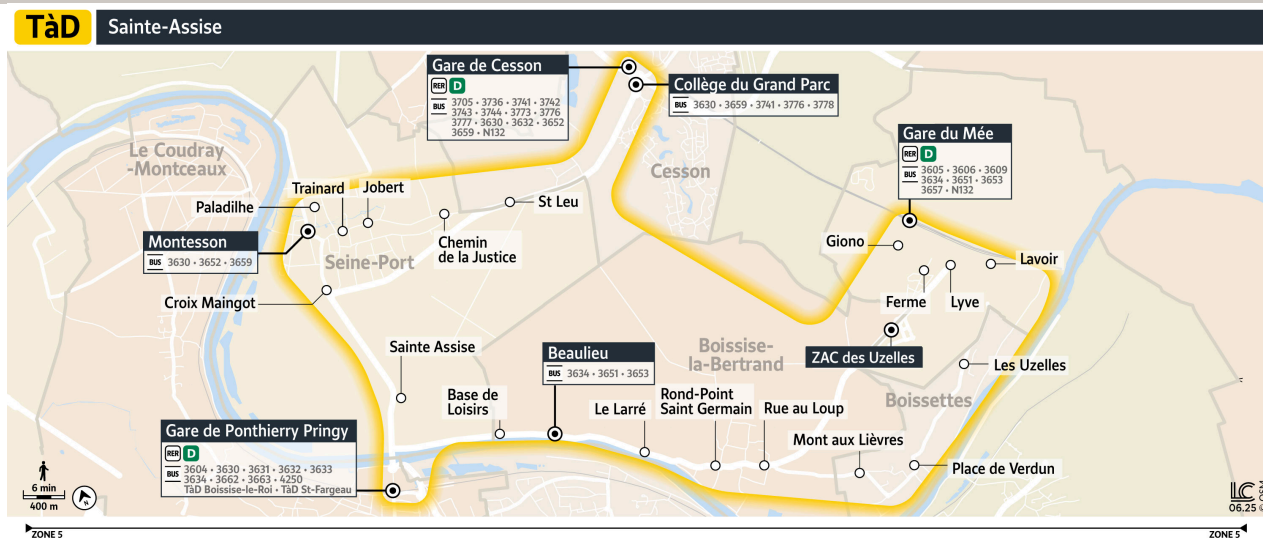 TàD
Sainte-Assise
Gare de Cesson
RER D
BUS
3705 • 3736 • 3741 • 3742
3743 • 3744 • 3773 • 3776
3777 • 3630 • 3632 • 3652
3659 • N132
Collège du Grand Parc
BUS 3630 • 3659 • 3741 • 3776 • 3778
Gare du Mée
RER D
BUS
3605 • 3606 • 3609
3634 • 3651 • 3653
3657 • N132
Le Coudray
-Montceaux
Cesson
Trainard
Jobert
Paladilhe
St Leu
Montesson
BUS 3630 • 3652 • 3659
Chemin
de la Justice
Seine-Port
Giono
Lavoir
Croix Maingot
Ferme
Lyve
Sainte Assise
Beaulieu
BUS 3634 • 3651 • 3653
Boissise-
la-Bertrand
ZAC des Uzelles
Les Uzelles
Boissettes
Base de
Loisirs
Le Larré
Rond-Point
Saint Germain
Rue au Loup
Mont aux Lièvres
Place de Verdun
Gare de Ponthierry Pringy
RER D
BUS
3604 • 3630 • 3631 • 3632 • 3633
3634 • 3662 • 3663 • 4250
TàD Boissise-le-Roi • TàD St-Fargeau
6 min
400 m
LC
06.25 © OSM
ZONE 5
ZONE 5